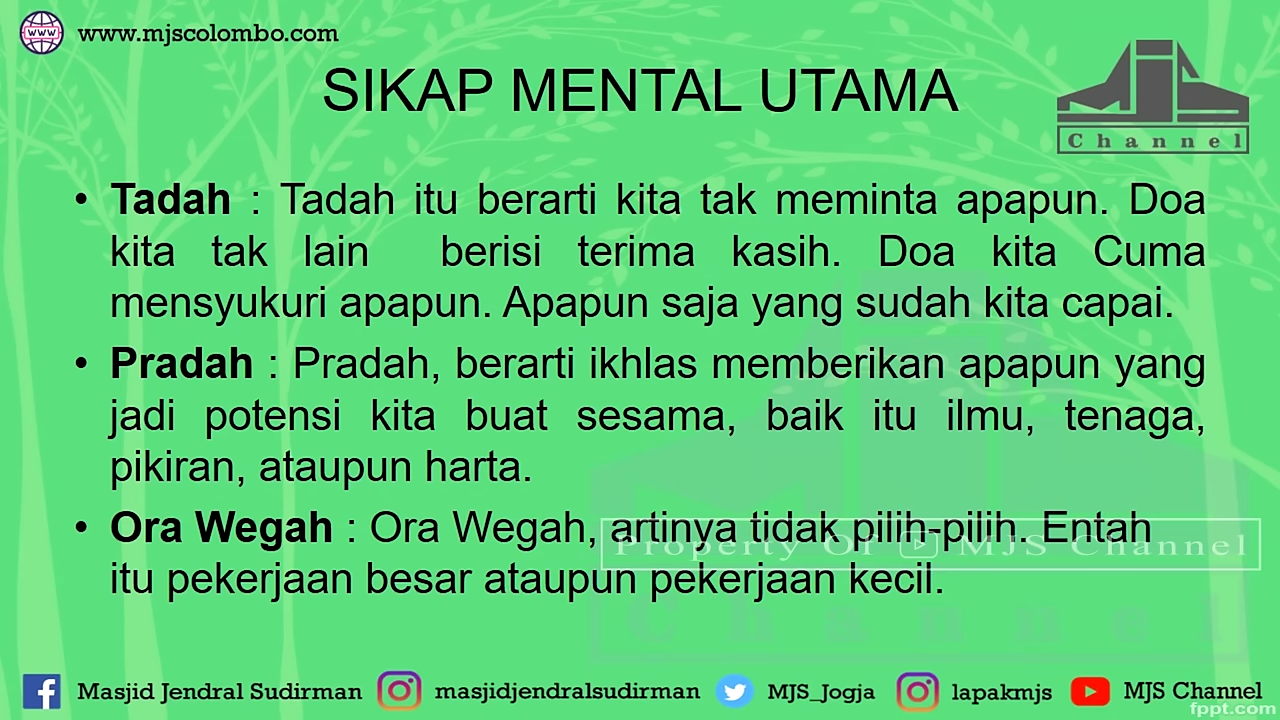 www.mjscolombo.com
SIKAP MENTAL UTAMA
MJS
Channel
• Tadah : Tadah itu berarti kita tak meminta apapun. Doa
kita tak lain berisi terima kasih. Doa kita Cuma
mensyukuri apapun. Apapun saja yang sudah kita capai.
• Pradah : Pradah, berarti ikhlas memberikan apapun yang
jadi potensi kita buat sesama, baik itu ilmu, tenaga,
pikiran, ataupun harta.
• Ora Wegah : Ora Wegah, artinya tidak pilih-pilih. Entah
itu pekerjaan besar ataupun pekerjaan kecil.
Property Of MJS Channel
Channel
Masjid Jendral Sudirman masjidjendralsudirman MJS_Jogja lapakmjs MJS Channel
fppt.com